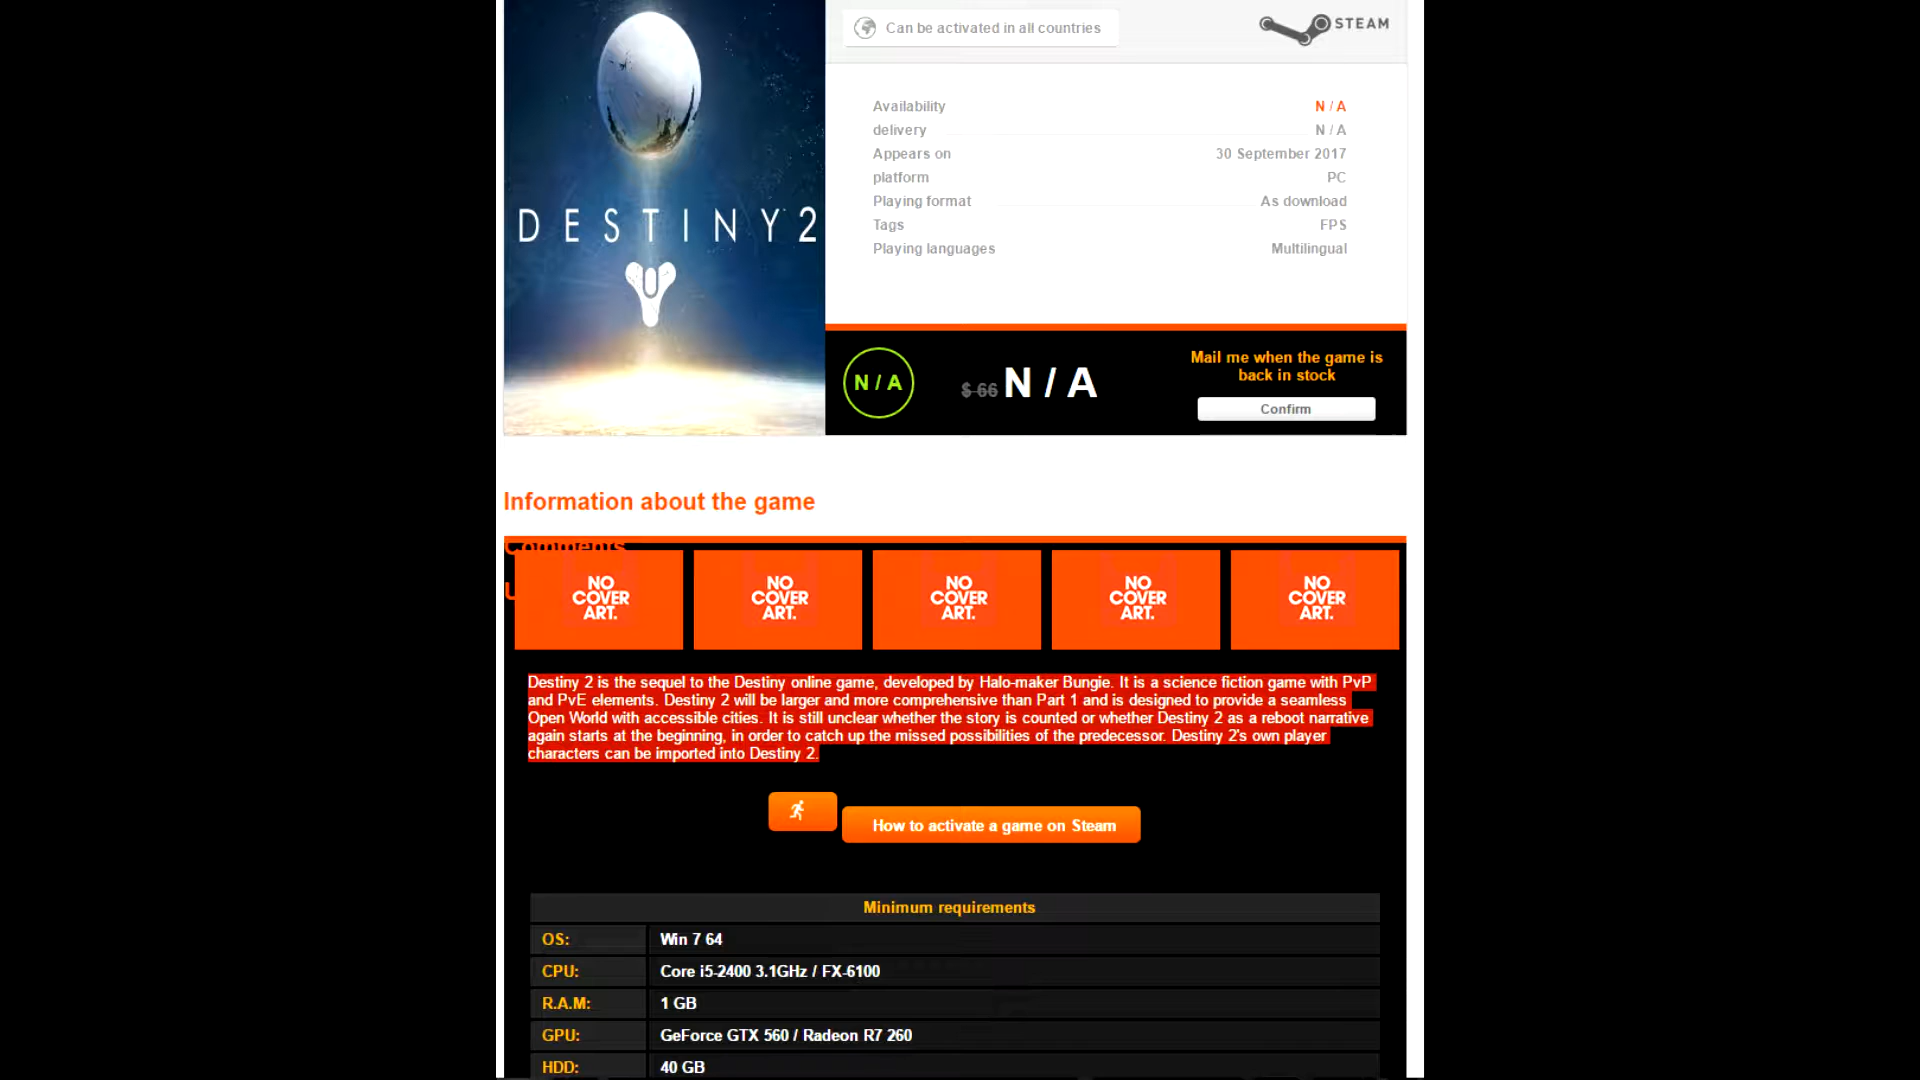 Can be activated in all countries
STEAM
Availability N / A
delivery N / A
Appears on 30 September 2017
platform PC
Playing format As download
Tags FPS
Playing languages Multilingual
DESTINY 2
N / A
$ 66 N / A
Mail me when the game is
back in stock
Confirm
Information about the game
Comments
NO
COVER
ART.
NO
COVER
ART.
NO
COVER
ART.
NO
COVER
ART.
NO
COVER
ART.
Destiny 2 is the sequel to the Destiny online game, developed by Halo-maker Bungie. It is a science fiction game with PvP
and PvE elements. Destiny 2 will be larger and more comprehensive than Part 1 and is designed to provide a seamless
Open World with accessible cities. It is still unclear whether the story is counted or whether Destiny 2 as a reboot narrative
again starts at the beginning, in order to catch up the missed possibilities of the predecessor. Destiny 2's own player
characters can be imported into Destiny 2.
How to activate a game on Steam
Minimum requirements
OS: Win 7 64
CPU: Core i5-2400 3.1GHz / FX-6100
R.A.M: 1 GB
GPU: GeForce GTX 560 / Radeon R7 260
HDD: 40 GB